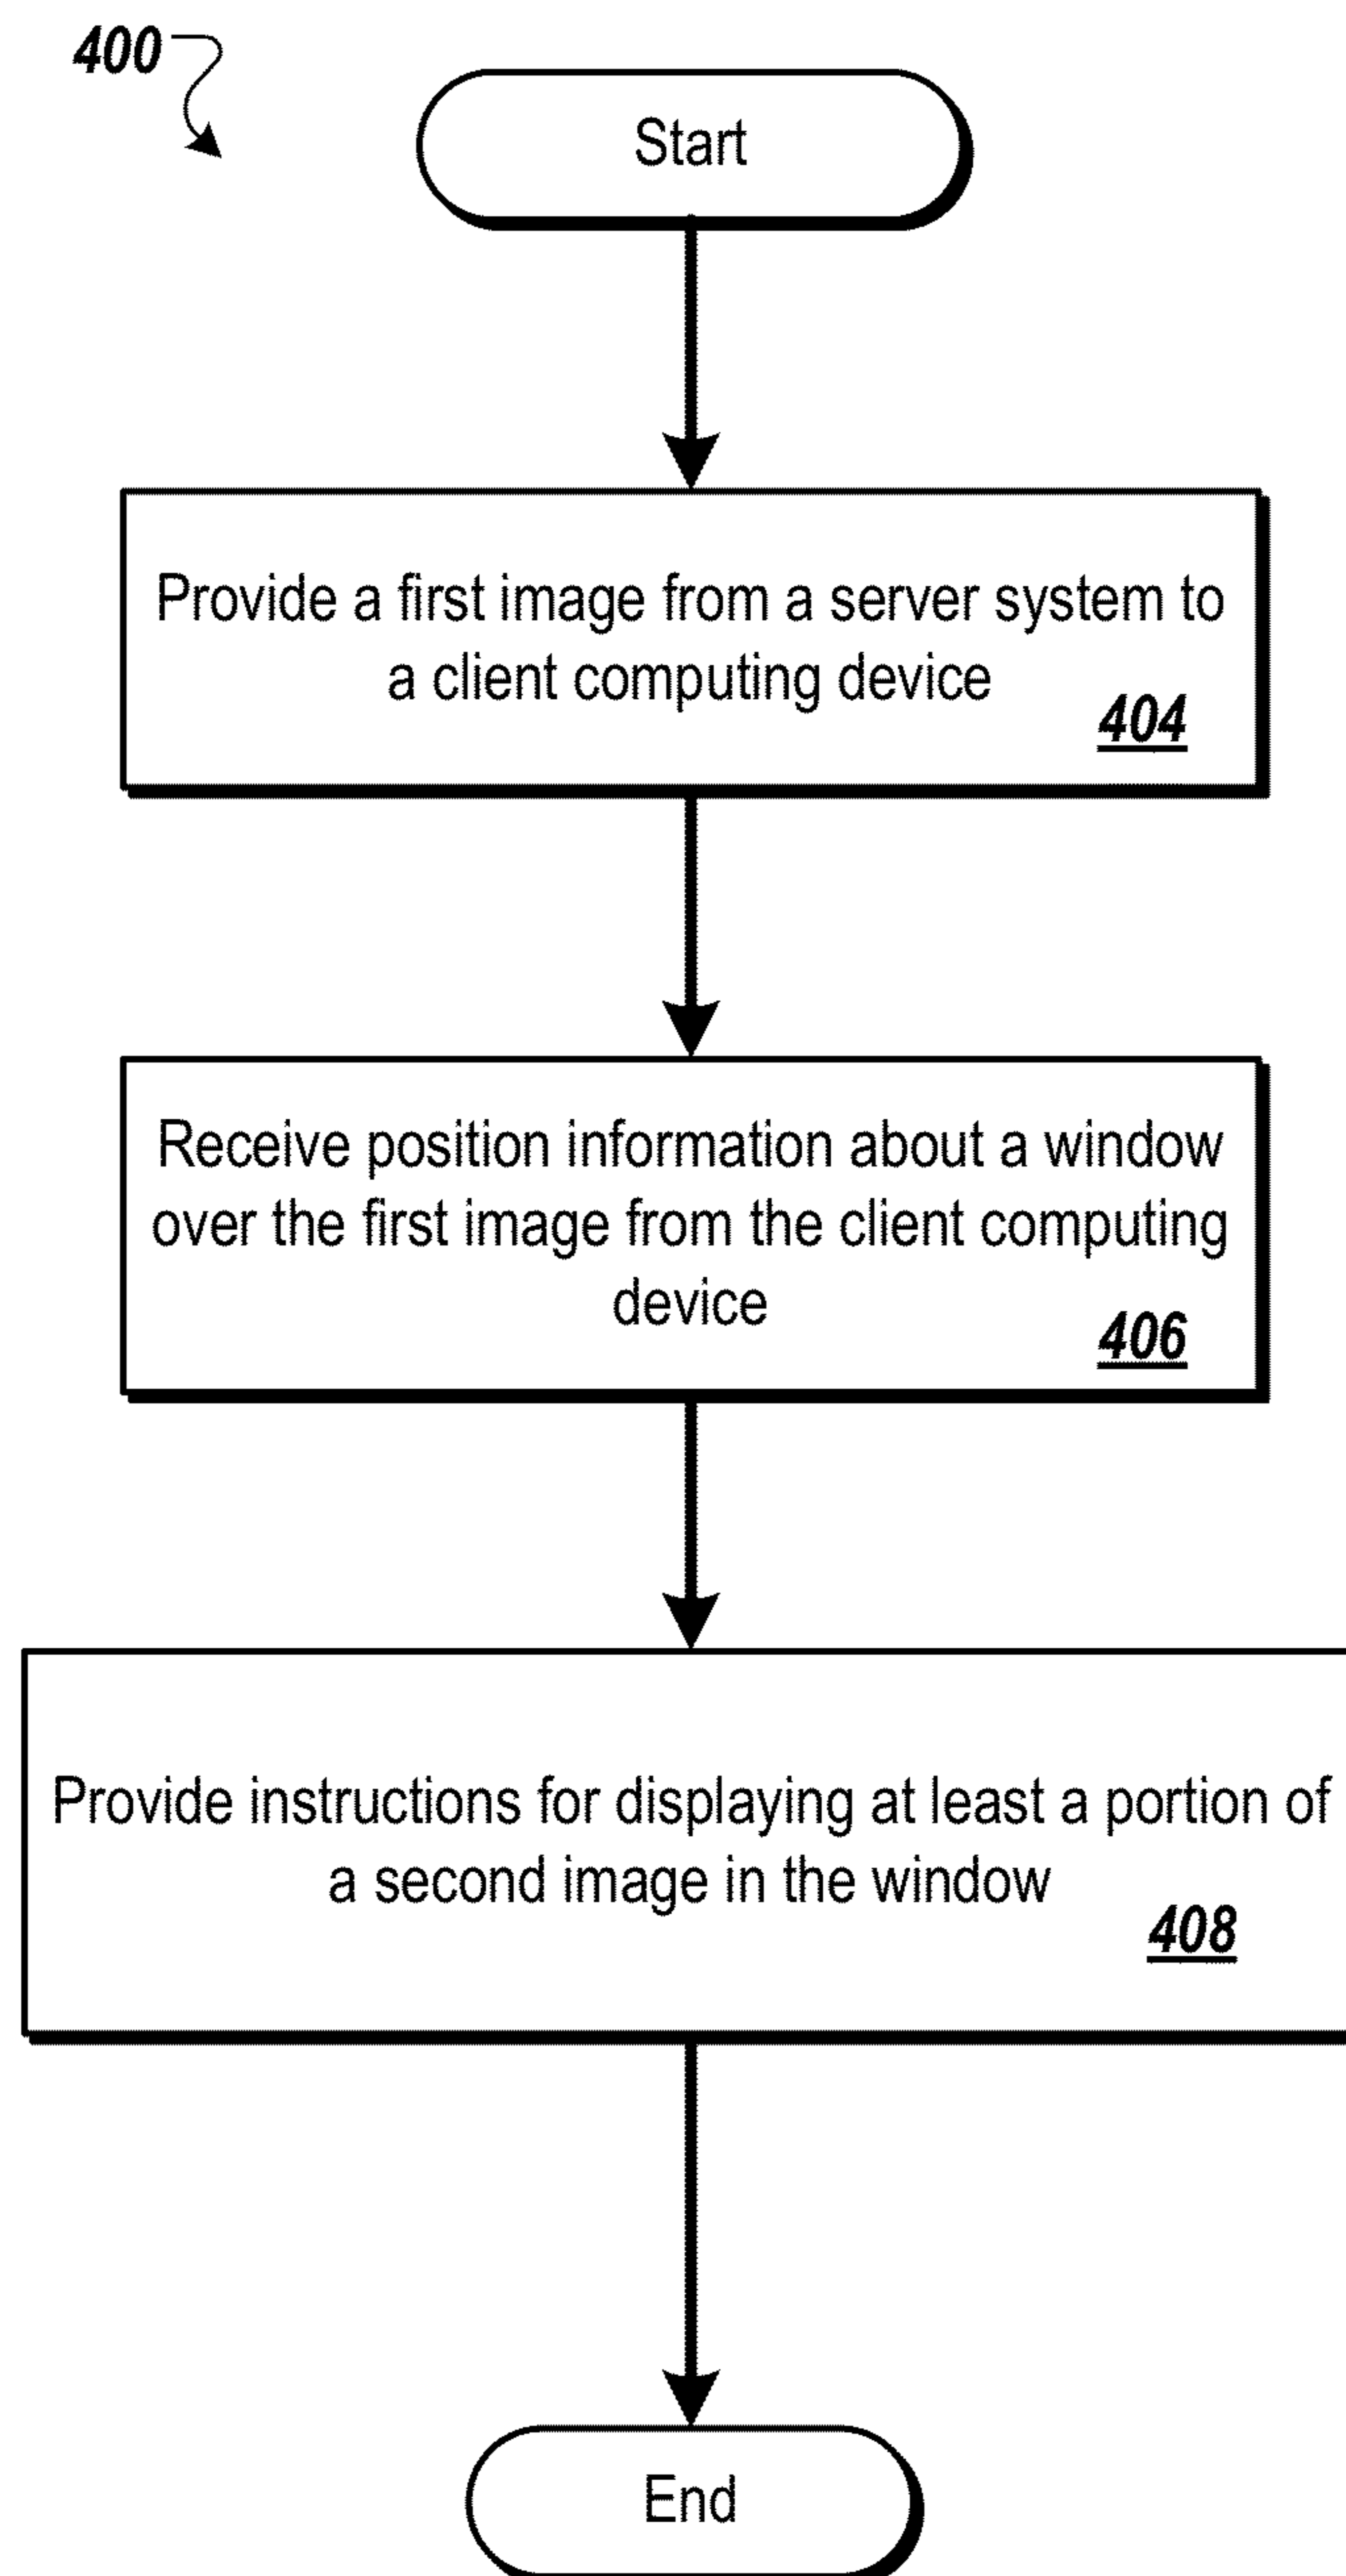 400
Start
Provide a first image from a server system to
a client computing device
404
Receive position information about a window
over the first image from the client computing
device
406
Provide instructions for displaying at least a portion of
a second image in the window
408
End